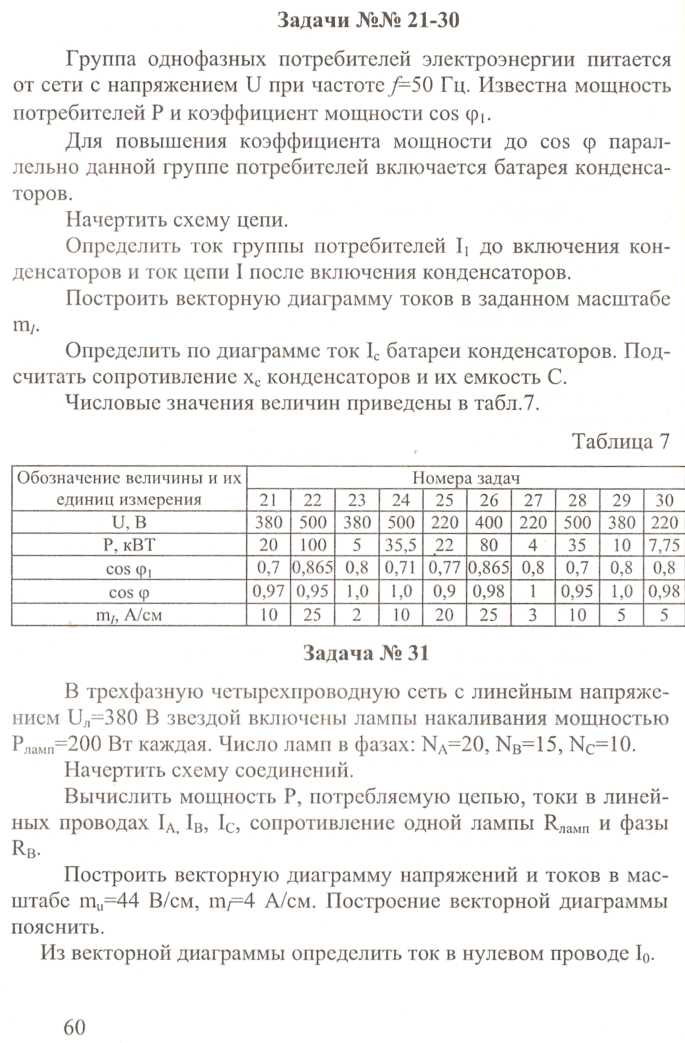 Задачи №№ 21-30
Группа однофазных потребителей электроэнергии питается
от сети с напряжением U при частоте f=50 Гц. Известна мощность
потребителей P и коэффициент мощности cos φ₁.
Для повышения коэффициента мощности до cos φ парал-
лельно данной группе потребителей включается батарея конденса-
торов.
Начертить схему цепи.
Определить ток группы потребителей I₁ до включения кон-
денсаторов и ток цепи I после включения конденсаторов.
Построить векторную диаграмму токов в заданном масштабе
mI.
Определить по диаграмме ток Ic батареи конденсаторов. Под-
считать сопротивление xc конденсаторов и их емкость C.
Числовые значения величин приведены в табл.7.
Таблица 7
Обозначение величины и их единиц измерения Номера задач
21 22 23 24 25 26 27 28 29 30
U, В 380 500 380 500 220 400 220 500 380 220
P, кВТ 20 100 5 35,5 22 80 4 35 10 7,75
cos φ₁ 0,7 0,865 0,8 0,71 0,77 0,865 0,8 0,7 0,8 0,8
cos φ 0,97 0,95 1,0 1,0 0,9 0,98 1 0,95 1,0 0,98
mI, А/см 10 25 2 10 20 25 3 10 5 5
Задача № 31
В трехфазную четырехпроводную сеть с линейным напряже-
нием Uл=380 В звездой включены лампы накаливания мощностью
Pламп=200 Вт каждая. Число ламп в фазах: NA=20, NB=15, NC=10.
Начертить схему соединений.
Вычислить мощность P, потребляемую цепью, токи в линей-
ных проводах IA, IB, IC, сопротивление одной лампы Rламп и фазы
RB.
Построить векторную диаграмму напряжений и токов в мас-
штабе mu=44 В/см, mI=4 А/см. Построение векторной диаграммы
пояснить.
Из векторной диаграммы определить ток в нулевом проводе I₀.
60